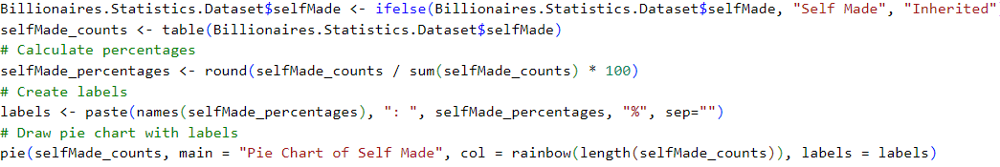 Billionaires.Statistics.Dataset$selfMade <- ifelse(Billionaires.Statistics.Dataset$selfMade, "Self Made", "Inherited"
selfMade_counts <- table(Billionaires.Statistics.Dataset$selfMade)
# Calculate percentages
selfMade_percentages <- round(selfMade_counts / sum(selfMade_counts) * 100)
# Create labels
labels <- paste(names(selfMade_percentages), ": ", selfMade_percentages, "%", sep="")
# Draw pie chart with labels
pie(selfMade_counts, main = "Pie Chart of Self Made", col = rainbow(length(selfMade_counts)), labels = labels)